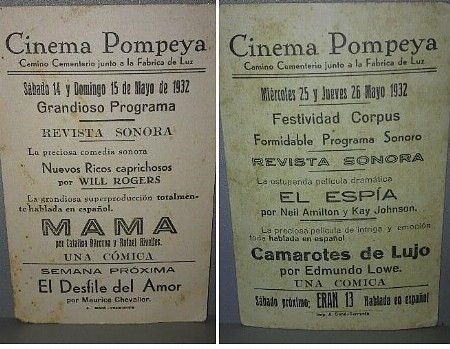 Cinema Pompeya
Camino Cementerio junto a la Fabrica de Luz
Sábado 14 y Domingo 15 de Mayo de 1932
Grandioso Programa
REVISTA SONORA
La preciosa comedia sonora
Nuevos Ricos caprichosos
por WILL ROGERS
La grandiosa superproducción totalmen-
te hablada en español.
MAMA
por Catalina Bárcena y Rafael Rivelles.
UNA CÓMICA
SEMANA PRÓXIMA
El Desfile del Amor
por Maurice Chevalier.
Cinema Pompeya
Camino Cementerio junto a la Fabrica de Luz
Miércoles 25 y Jueves 26 Mayo 1932
Festividad Corpus
Formidable Programa Sonoro
REVISTA SONORA
La estupenda película dramática
EL ESPÍA
por Neil Amilton y Kay Johnson.
La preciosa película de intriga y emoción
toda hablada en español
Camarotes de Lujo
por Edmundo Lowe.
UNA CÓMICA
Sábado próximo: ERAN 13 Hablada en español